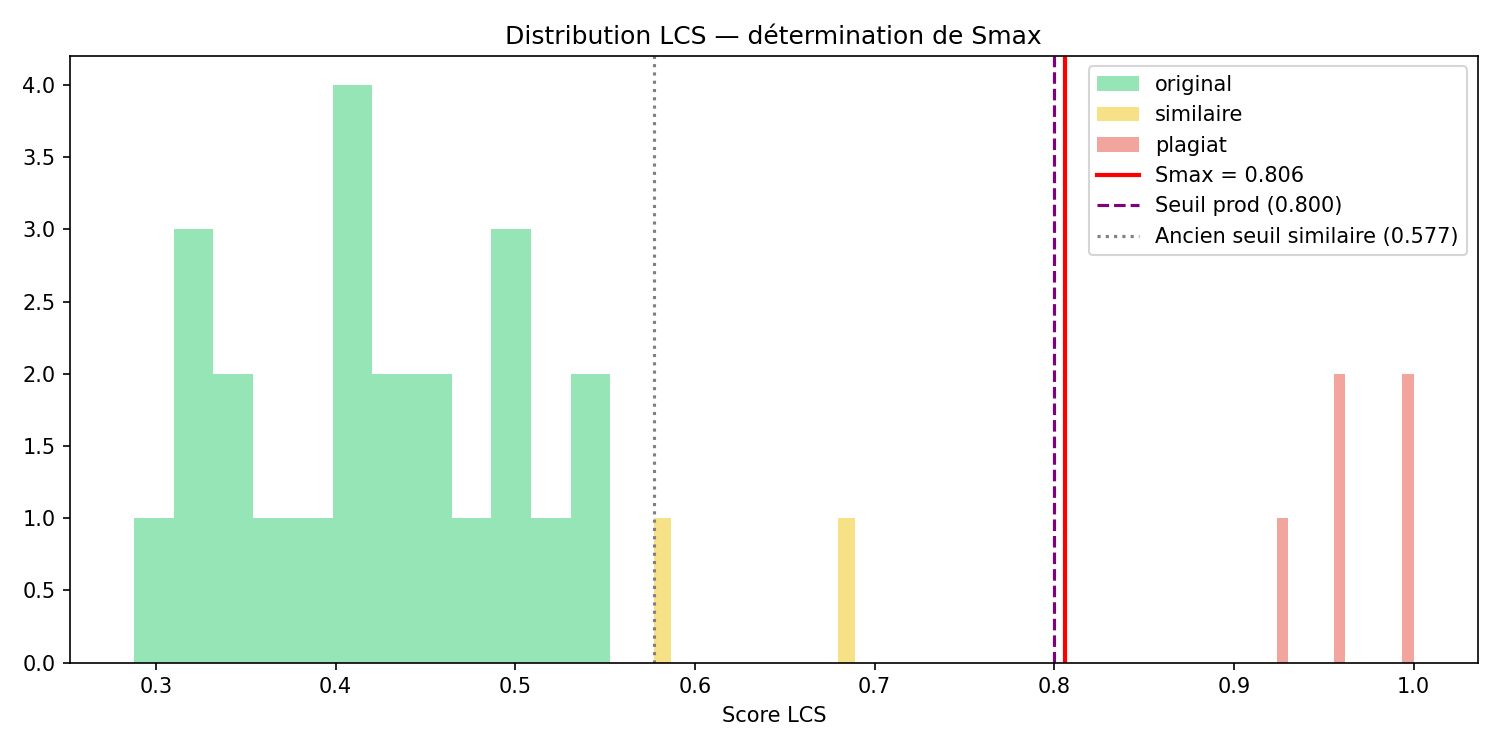 Distribution LCS — détermination de Smax
4.0
3.5
3.0
2.5
2.0
1.5
1.0
0.5
0.0
original
similaire
plagiat
Smax = 0.806
Seuil prod (0.800)
Ancien seuil similaire (0.577)
0.3 0.4 0.5 0.6 0.7 0.8 0.9 1.0
Score LCS